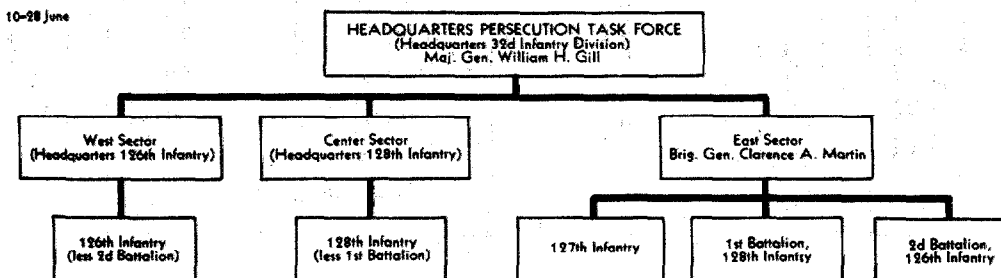 10-28 June
HEADQUARTERS PERSECUTION TASK FORCE
(Headquarters 32d Infantry Division)
Maj. Gen. William H. Gill
West Sector
(Headquarters 126th Infantry)
Center Sector
(Headquarters 128th Infantry)
East Sector
Brig. Gen. Clarence A. Martin
126th Infantry
(less 2d Battalion)
128th Infantry
(less 1st Battalion)
127th Infantry
1st Battalion,
128th Infantry
2d Battalion,
126th Infantry